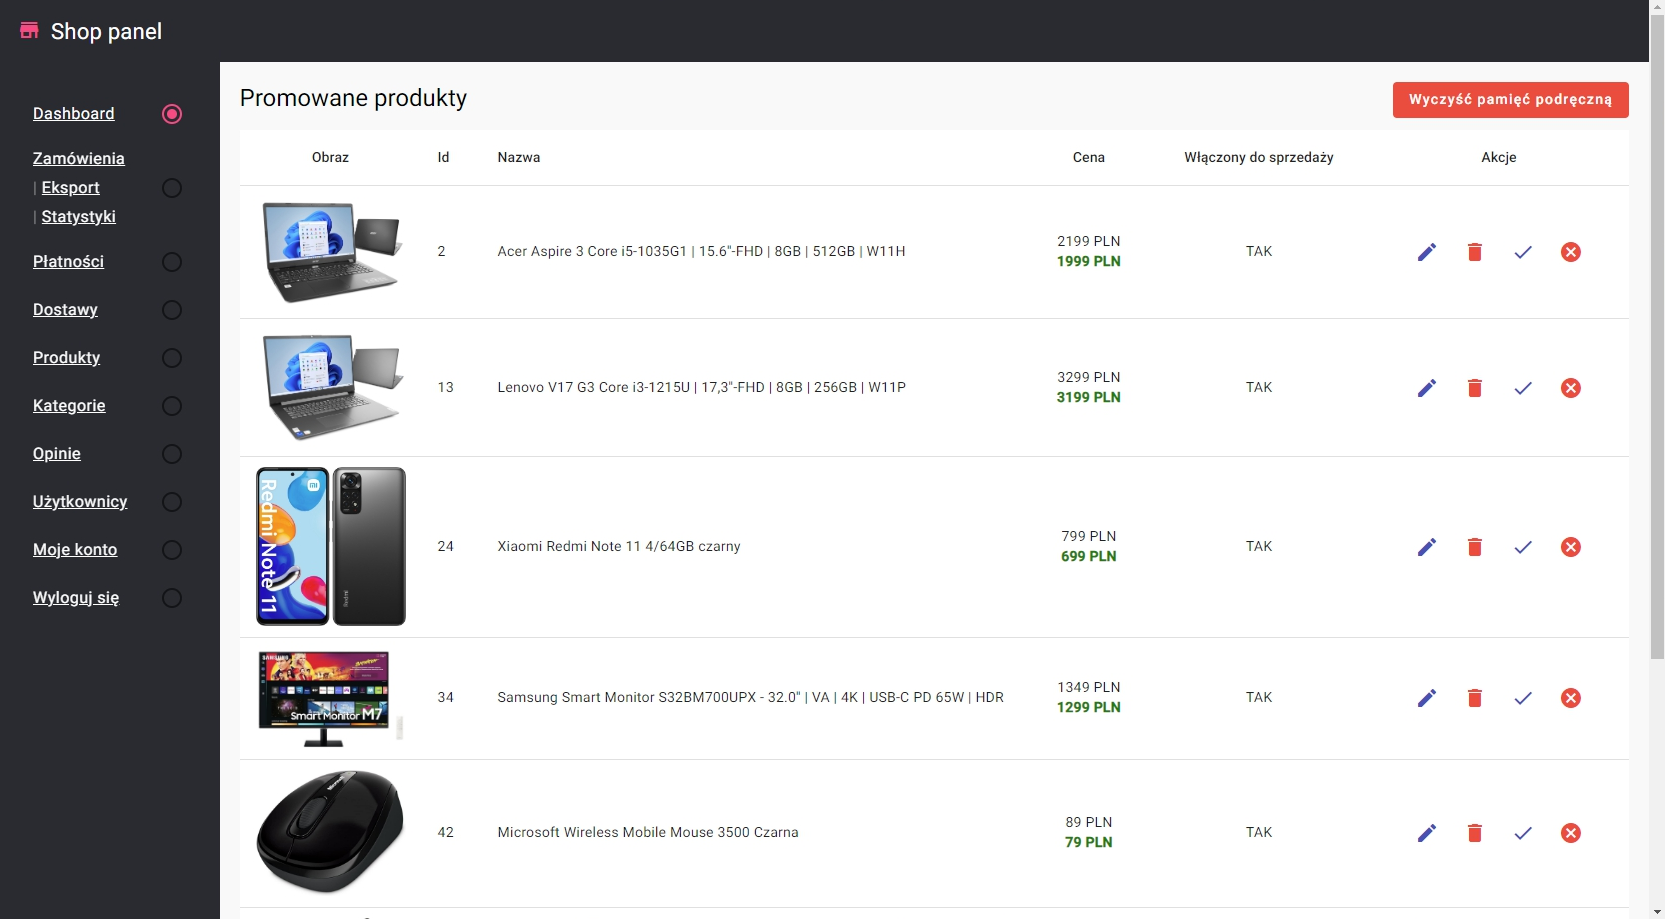 Shop panel
Dashboard
Zamówienia
| Eksport
| Statystyki
Płatności
Dostawy
Produkty
Kategorie
Opinie
Użytkownicy
Moje konto
Wyloguj się
Promowane produkty
Wyczyść pamięć podręczną
Obraz Id Nazwa Cena Włączony do sprzedaży Akcje
2 Acer Aspire 3 Core i5-1035G1 | 15.6"-FHD | 8GB | 512GB | W11H 2199 PLN TAK
1999 PLN
13 Lenovo V17 G3 Core i3-1215U | 17,3"-FHD | 8GB | 256GB | W11P 3299 PLN TAK
3199 PLN
Redmi Note 11
Redmi
24 Xiaomi Redmi Note 11 4/64GB czarny 799 PLN TAK
699 PLN
SAMSUNG
Smart Monitor M7
34 Samsung Smart Monitor S32BM700UPX - 32.0" | VA | 4K | USB-C PD 65W | HDR 1349 PLN TAK
1299 PLN
Microsoft
42 Microsoft Wireless Mobile Mouse 3500 Czarna 89 PLN TAK
79 PLN